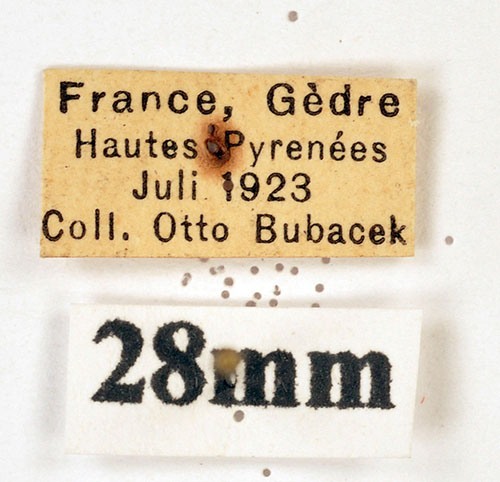 France, Gèdre
Hautes Pyrenées
Juli 1923
Coll. Otto Bubacek
28mm